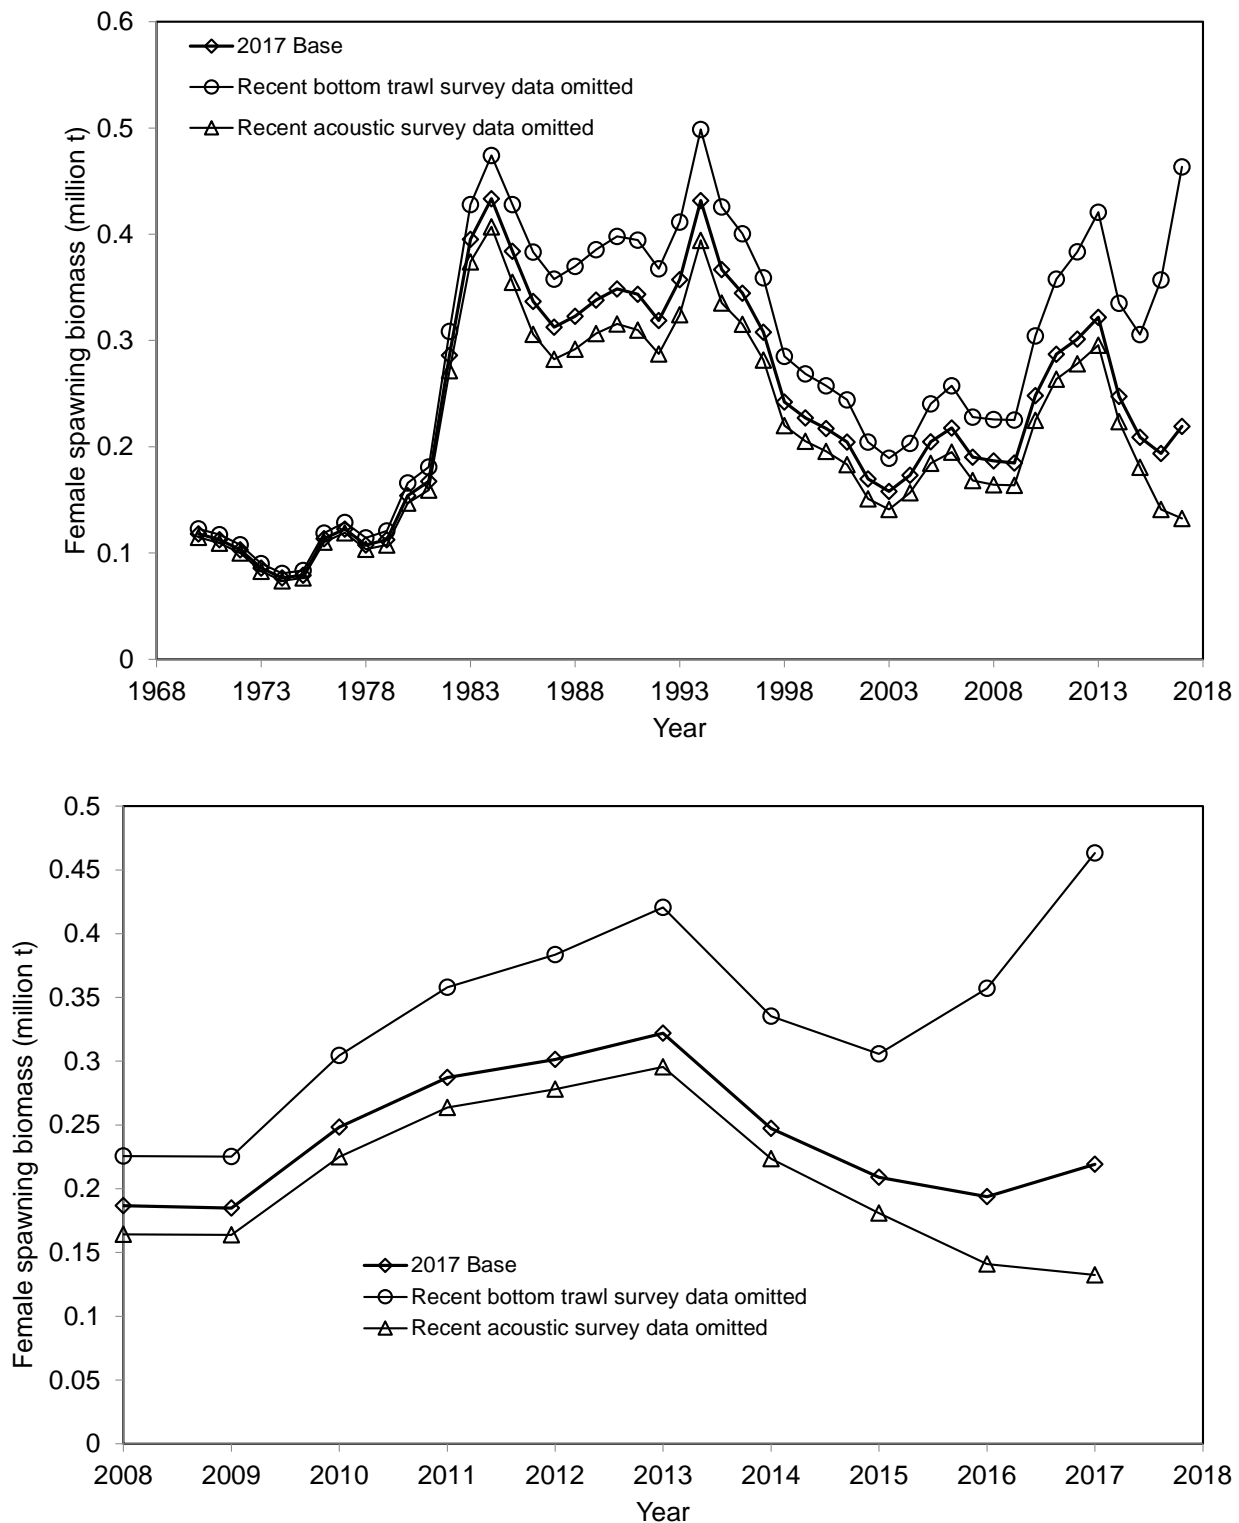 0.6
0.5
0.4
0.3
0.2
0.1
0
Female spawning biomass (million t)
2017 Base
Recent bottom trawl survey data omitted
Recent acoustic survey data omitted
1968 1973 1978 1983 1988 1993 1998 2003 2008 2013 2018
Year
0.5
0.45
0.4
0.35
0.3
0.25
0.2
0.15
0.1
0.05
0
Female spawning biomass (million t)
2017 Base
Recent bottom trawl survey data omitted
Recent acoustic survey data omitted
2008 2009 2010 2011 2012 2013 2014 2015 2016 2017 2018
Year